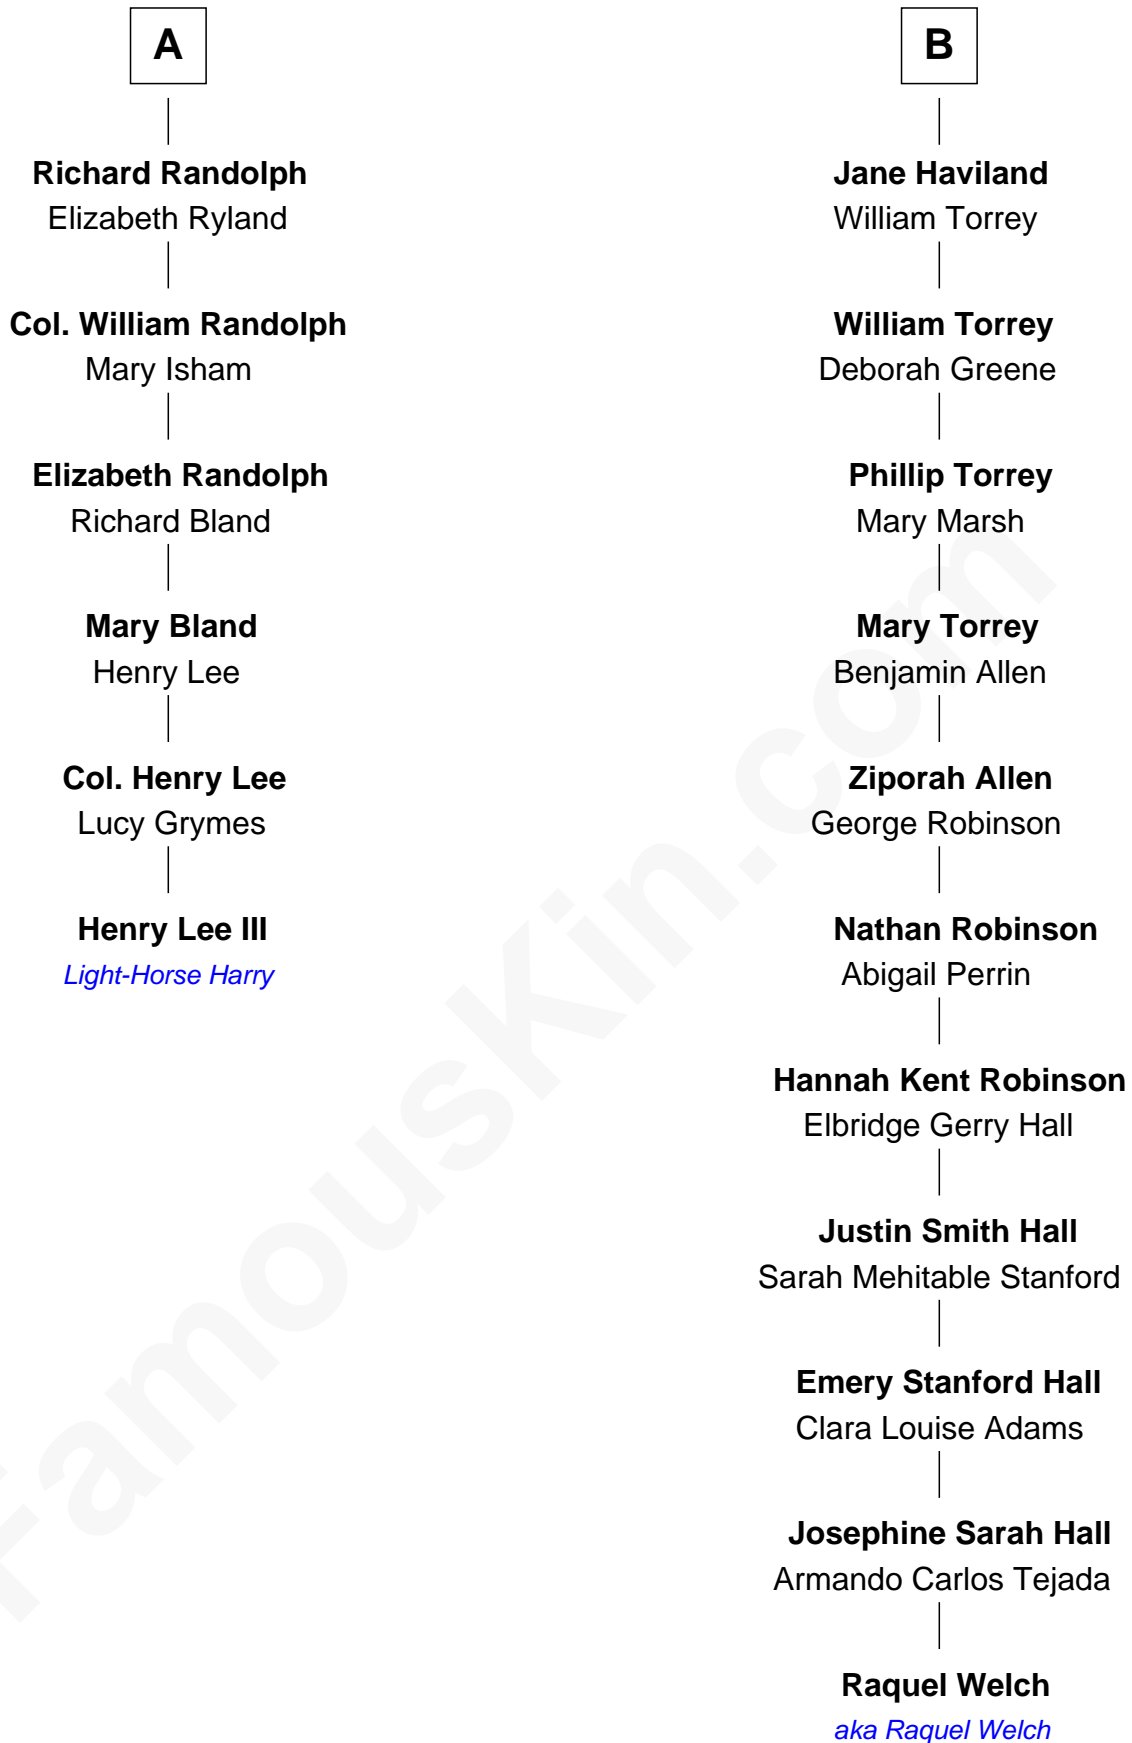 A
Richard Randolph
Elizabeth Ryland
Col. William Randolph
Mary Isham
Elizabeth Randolph
Richard Bland
Mary Bland
Henry Lee
Col. Henry Lee
Lucy Grymes
Henry Lee III
Light-Horse Harry
B
Jane Haviland
William Torrey
William Torrey
Deborah Greene
Phillip Torrey
Mary Marsh
Mary Torrey
Benjamin Allen
Ziporah Allen
George Robinson
Nathan Robinson
Abigail Perrin
Hannah Kent Robinson
Elbridge Gerry Hall
Justin Smith Hall
Sarah Mehitable Stanford
Emery Stanford Hall
Clara Louise Adams
Josephine Sarah Hall
Armando Carlos Tejada
Raquel Welch
aka Raquel Welch
FamousKin.com